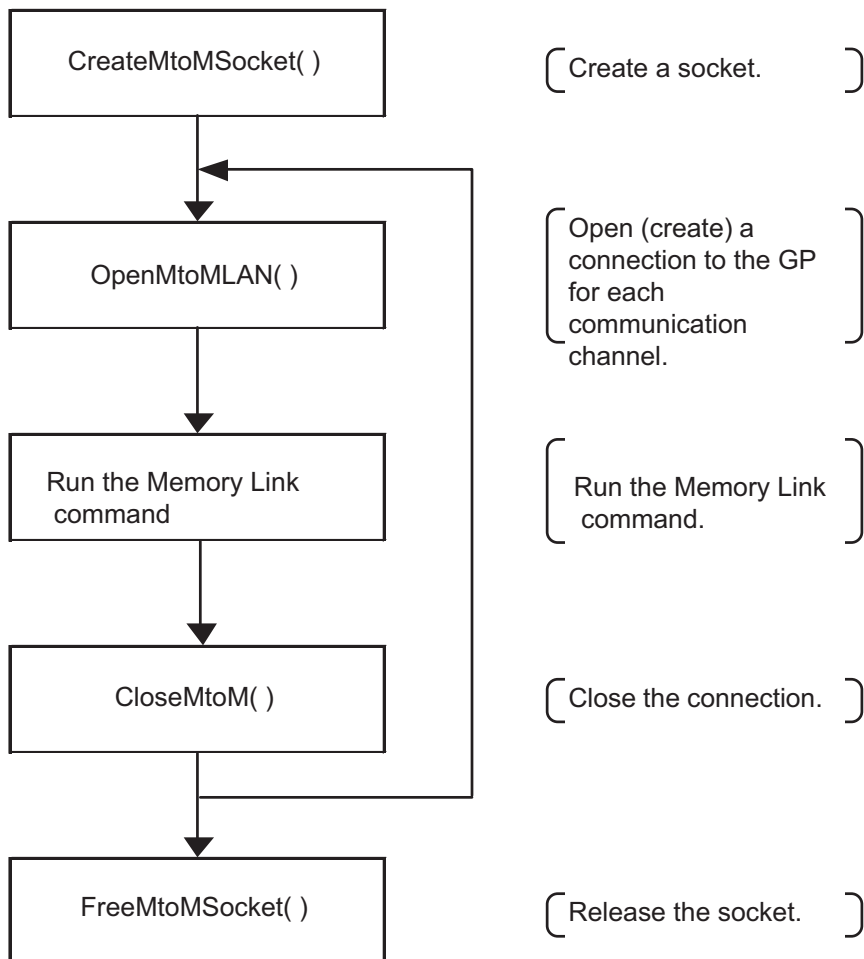 CreateMtoMSocket( )
Create a socket.
OpenMtoMLAN( )
Open (create) a
connection to the GP
for each
communication
channel.
Run the Memory Link
command
Run the Memory Link
command.
CloseMtoM( )
Close the connection.
FreeMtoMSocket( )
Release the socket.